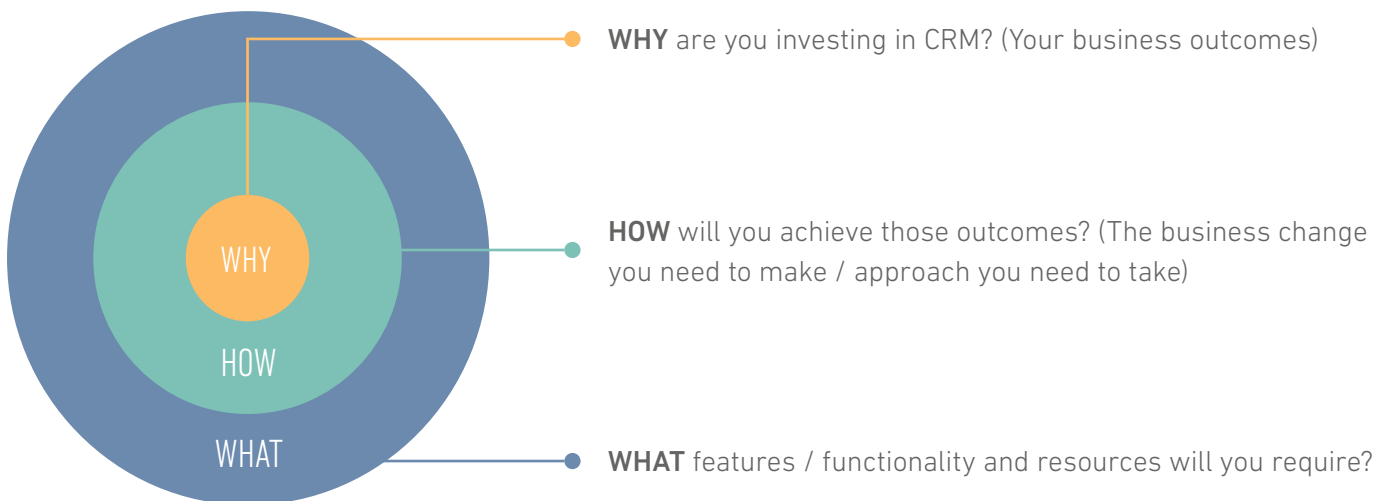 WHY are you investing in CRM? (Your business outcomes)
HOW will you achieve those outcomes? (The business change
you need to make / approach you need to take)
WHAT features / functionality and resources will you require?
WHY
HOW
WHAT